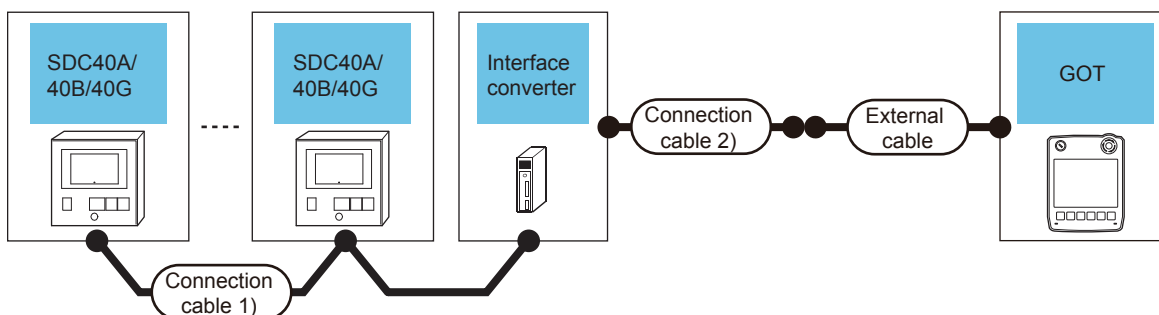 SDC40A/
40B/40G
SDC40A/
40B/40G
Interface
converter
GOT
Connection
cable 2)
External
cable
Connection
cable 1)